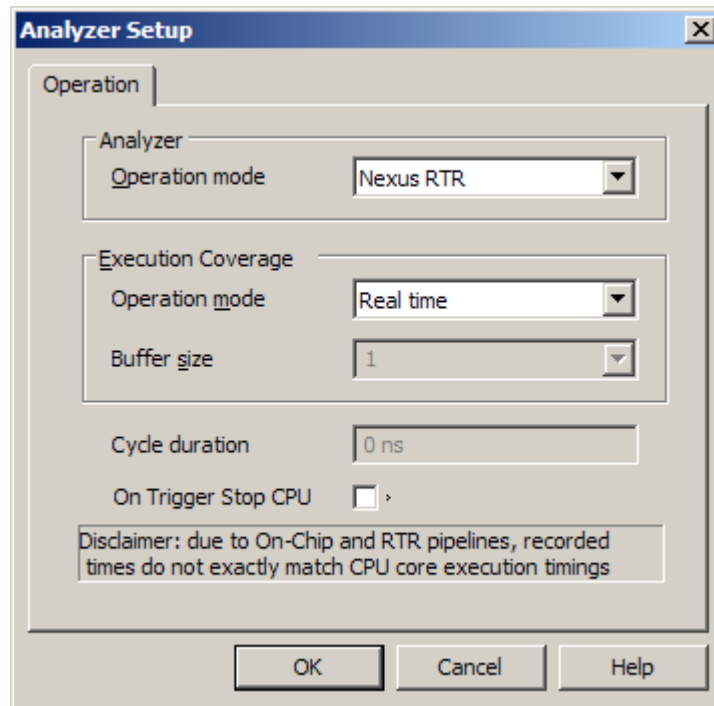 Analyzer Setup
Operation
Analyzer
Operation mode
Nexus RTR
Execution Coverage
Operation mode
Real time
Buffer size
1
Cycle duration
0 ns
On Trigger Stop CPU
Disclaimer: due to On-Chip and RTR pipelines, recorded
times do not exactly match CPU core execution timings
OK
Cancel
Help